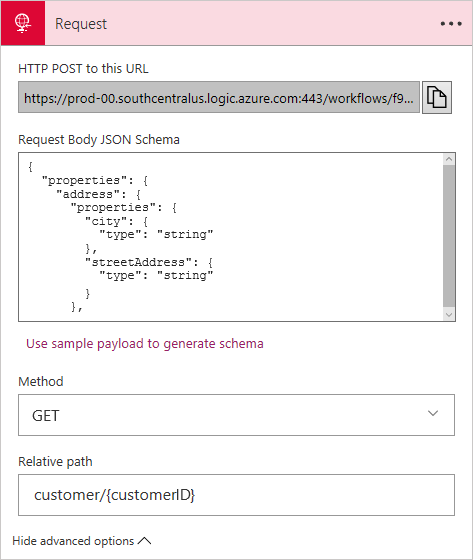 Request
HTTP POST to this URL
https://prod-00.southcentralus.logic.azure.com:443/workflows/f9...
Request Body JSON Schema
{
  "properties": {
    "address": {
      "properties": {
        "city": {
          "type": "string"
        },
        "streetAddress": {
          "type": "string"
        }
      },
Use sample payload to generate schema
Method
GET
Relative path
customer/{customerID}
Hide advanced options